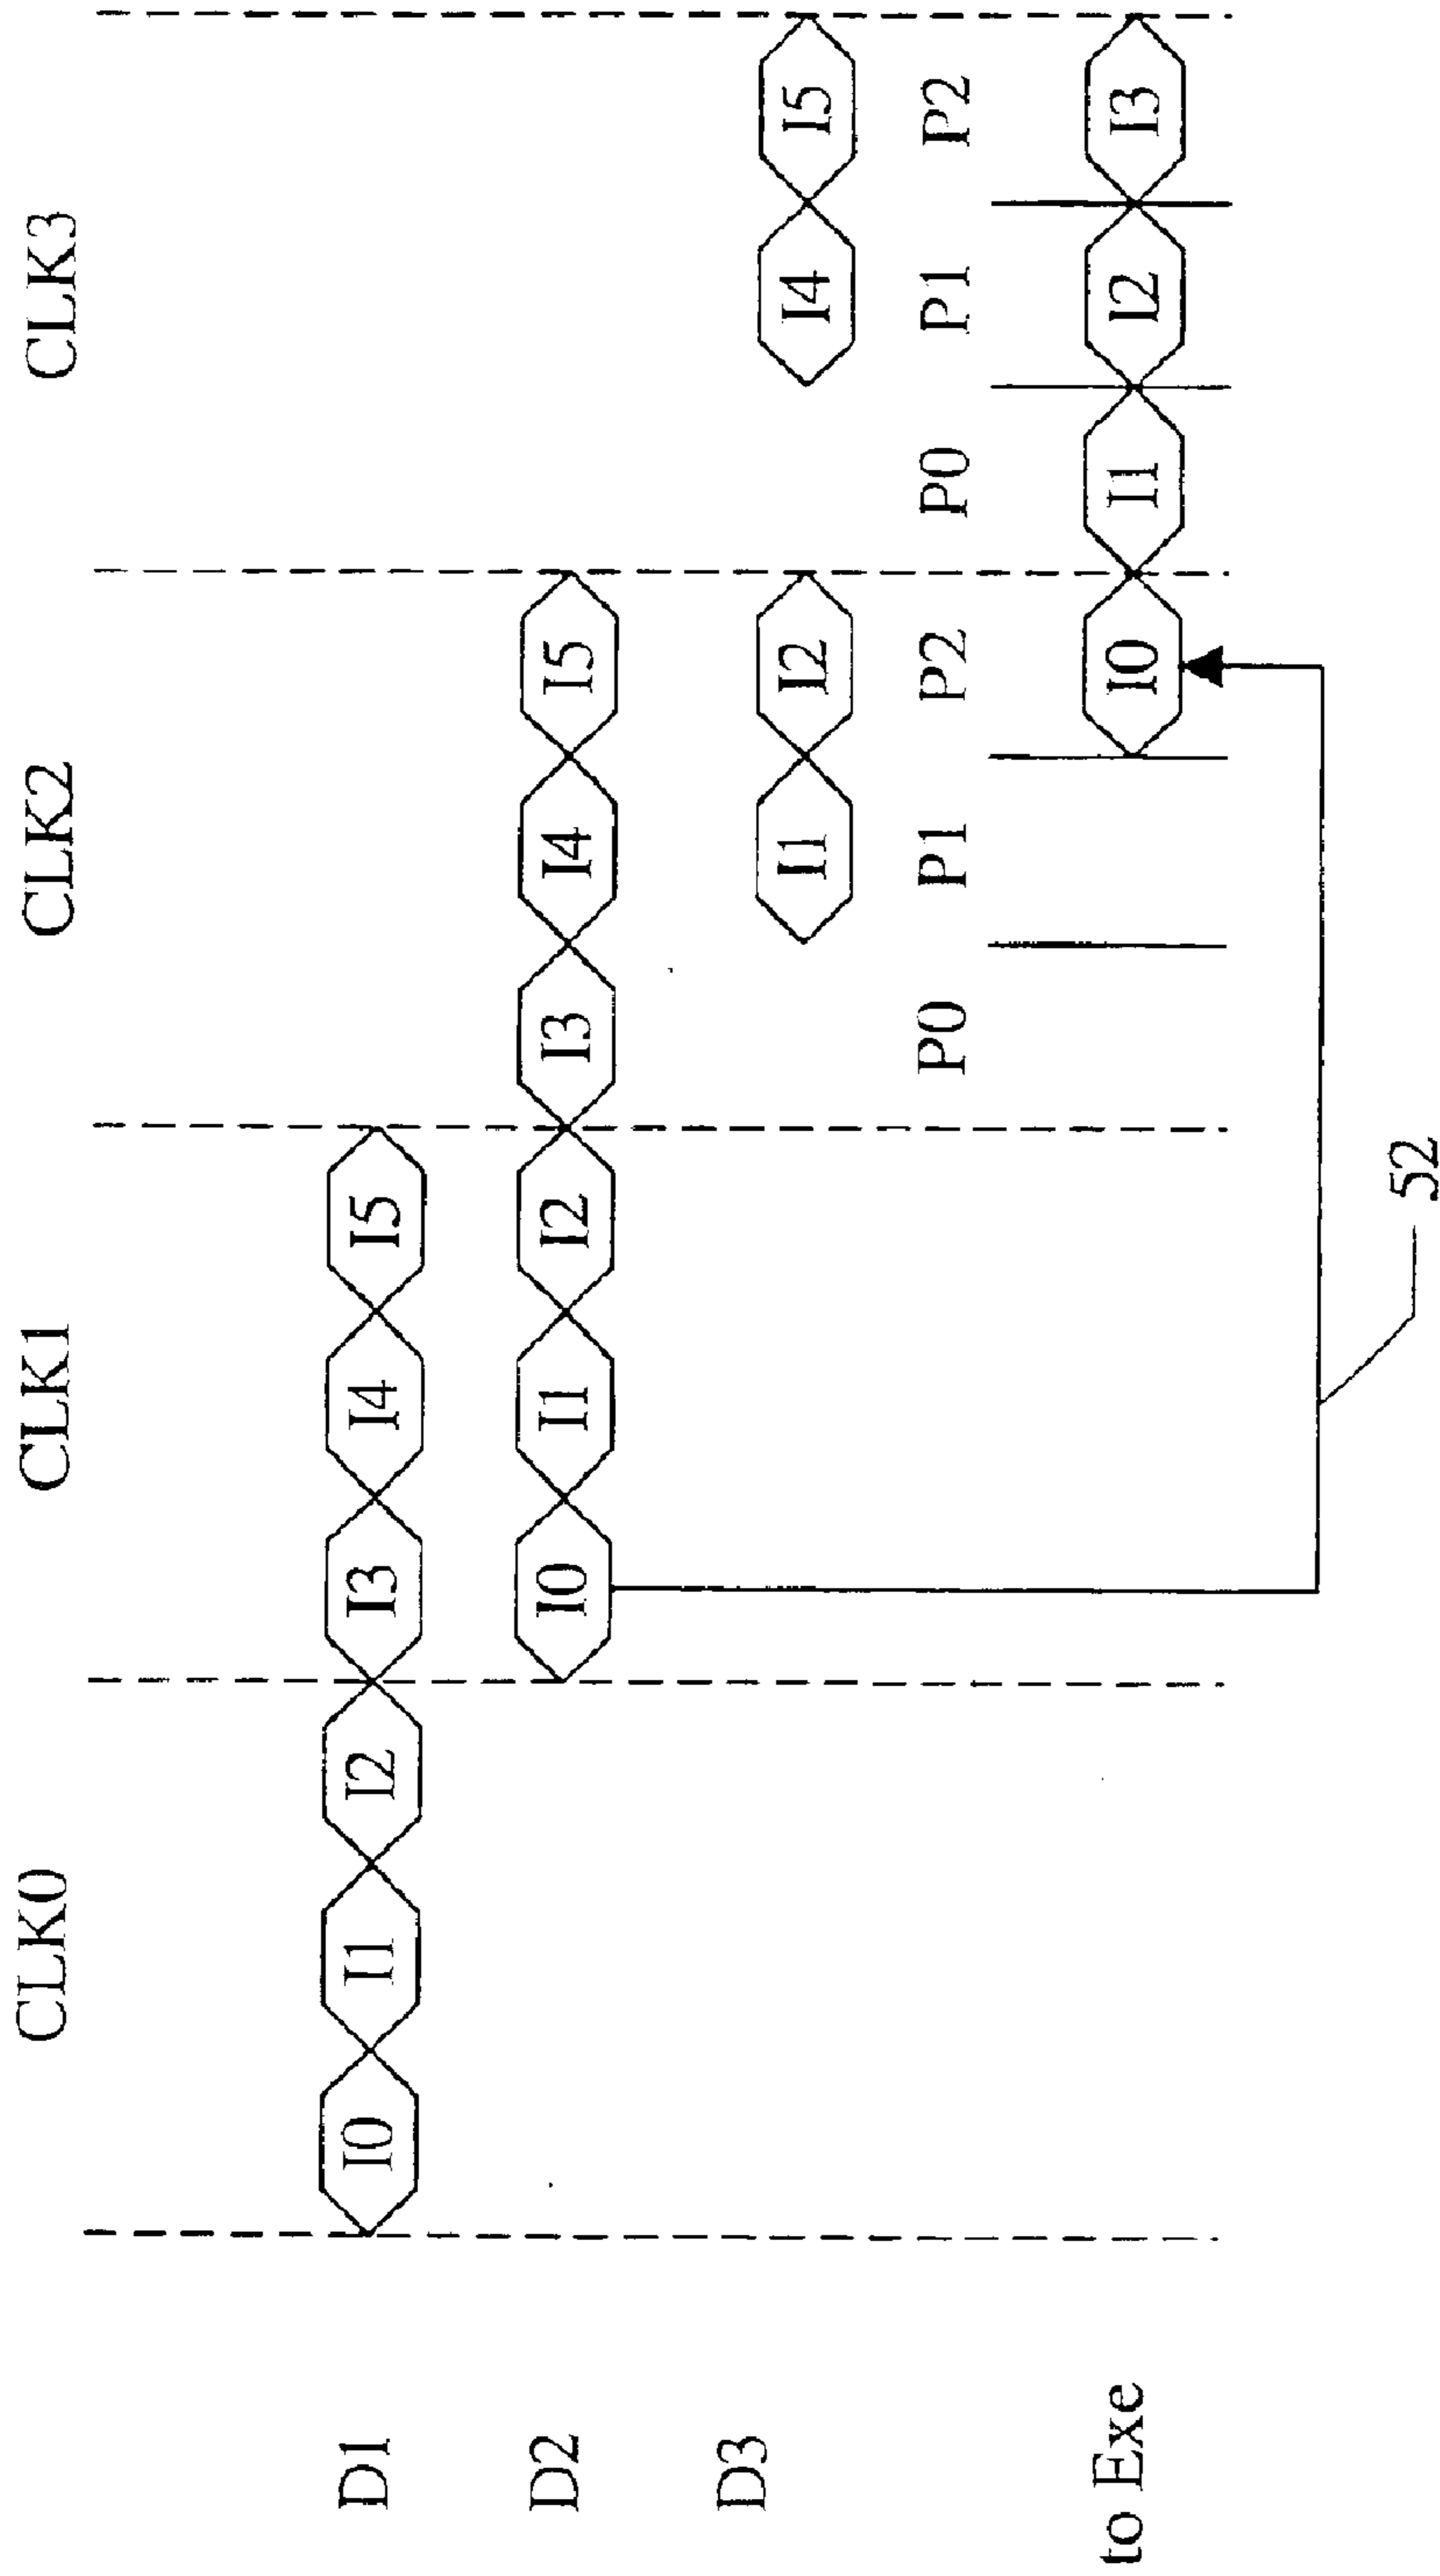 CLK0 CLK1 CLK2 CLK3
D1 I0 I1 I2 I3 I4 I5
D2 I0 I1 I2 I3 I4 I5
D3 I1 I2 I4 I5
P0 P1 P2 P0 P1 P2
to Exe I0 I1 I2 I3
52